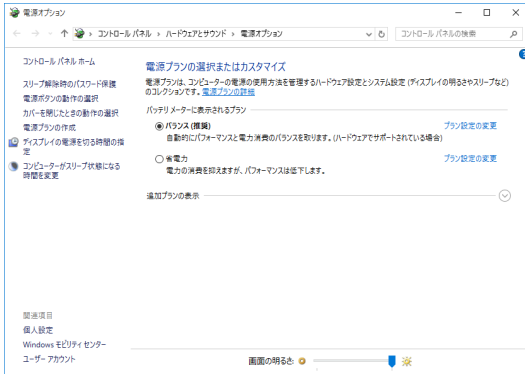 電源オプション
コントロール パネル › ハードウェアとサウンド › 電源オプション
コントロール パネルの検索
コントロール パネル ホーム
スリープ解除時のパスワード保護
電源ボタンの動作の選択
カバーを閉じたときの動作の選択
電源プランの作成
ディスプレイの電源を切る時間の指
定
コンピューターがスリープ状態になる
時間を変更
電源プランの選択またはカスタマイズ
電源プランは、コンピューターの電源の使用方法を管理するハードウェア設定とシステム設定 (ディスプレイの明るさやスリープなど)
のコレクションです。電源プランの詳細
バッテリ メーターに表示されるプラン
バランス (推奨) プラン設定の変更
自動的にパフォーマンスと電力消費のバランスを取ります。(ハードウェアでサポートされている場合)
省電力 プラン設定の変更
電力の消費を抑えますが、パフォーマンスは低下します。
追加プランの表示
関連項目
個人設定
Windows モビリティ センター
ユーザー アカウント
画面の明るさ: